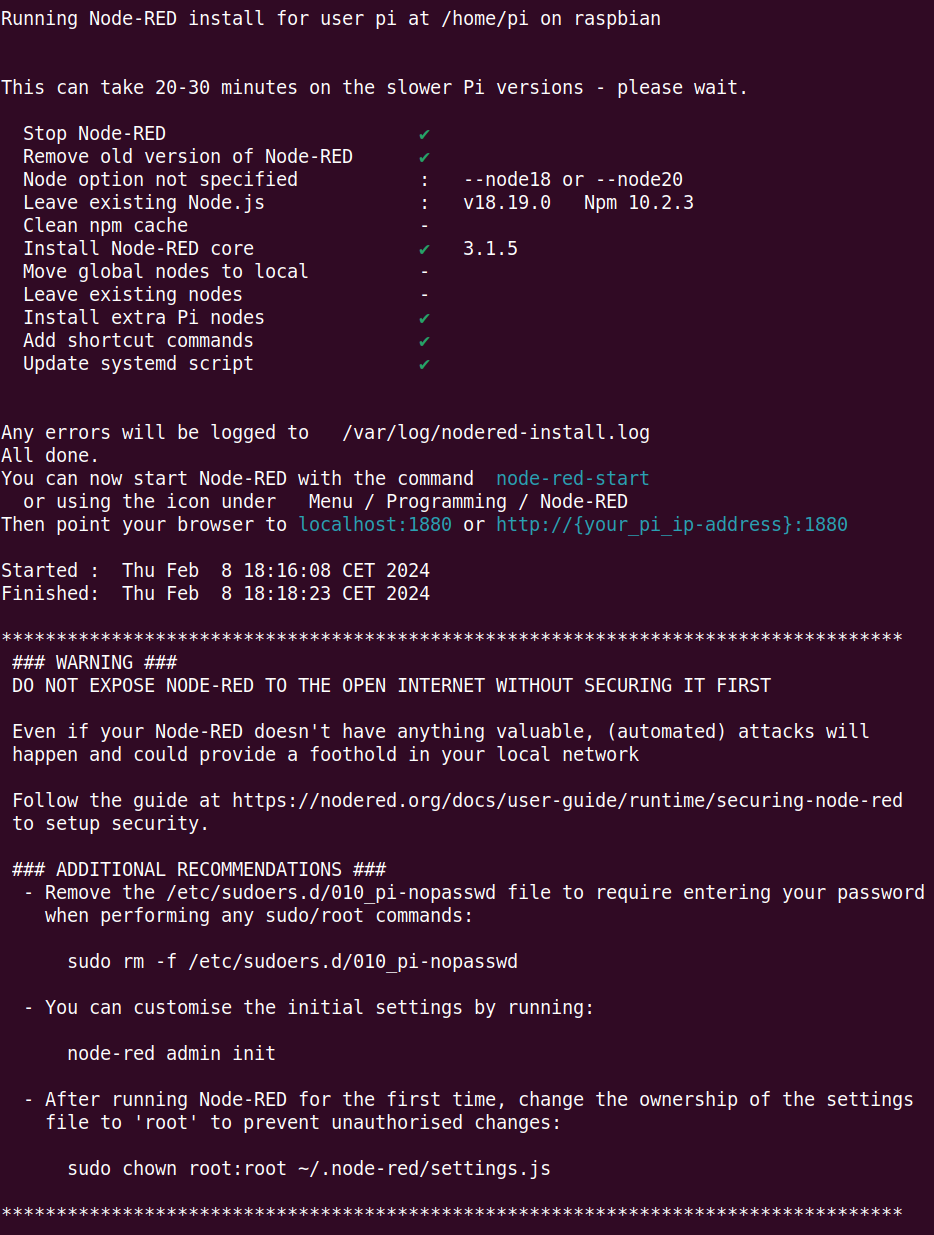 Running Node-RED install for user pi at /home/pi on raspbian
This can take 20-30 minutes on the slower Pi versions - please wait.
Stop Node-RED ✔
Remove old version of Node-RED ✔
Node option not specified : --node18 or --node20
Leave existing Node.js : v18.19.0 Npm 10.2.3
Clean npm cache -
Install Node-RED core ✔ 3.1.5
Move global nodes to local -
Leave existing nodes -
Install extra Pi nodes ✔
Add shortcut commands ✔
Update systemd script ✔
Any errors will be logged to /var/log/nodered-install.log
All done.
You can now start Node-RED with the command node-red-start
or using the icon under Menu / Programming / Node-RED
Then point your browser to localhost:1880 or http://{your_pi_ip-address}:1880
Started : Thu Feb 8 18:16:08 CET 2024
Finished: Thu Feb 8 18:18:23 CET 2024
**********************************************************************************
### WARNING ###
DO NOT EXPOSE NODE-RED TO THE OPEN INTERNET WITHOUT SECURING IT FIRST
Even if your Node-RED doesn't have anything valuable, (automated) attacks will
happen and could provide a foothold in your local network
Follow the guide at https://nodered.org/docs/user-guide/runtime/securing-node-red
to setup security.
### ADDITIONAL RECOMMENDATIONS ###
- Remove the /etc/sudoers.d/010_pi-nopasswd file to require entering your password
when performing any sudo/root commands:
sudo rm -f /etc/sudoers.d/010_pi-nopasswd
- You can customise the initial settings by running:
node-red admin init
- After running Node-RED for the first time, change the ownership of the settings
file to 'root' to prevent unauthorised changes:
sudo chown root:root ~/.node-red/settings.js
**********************************************************************************